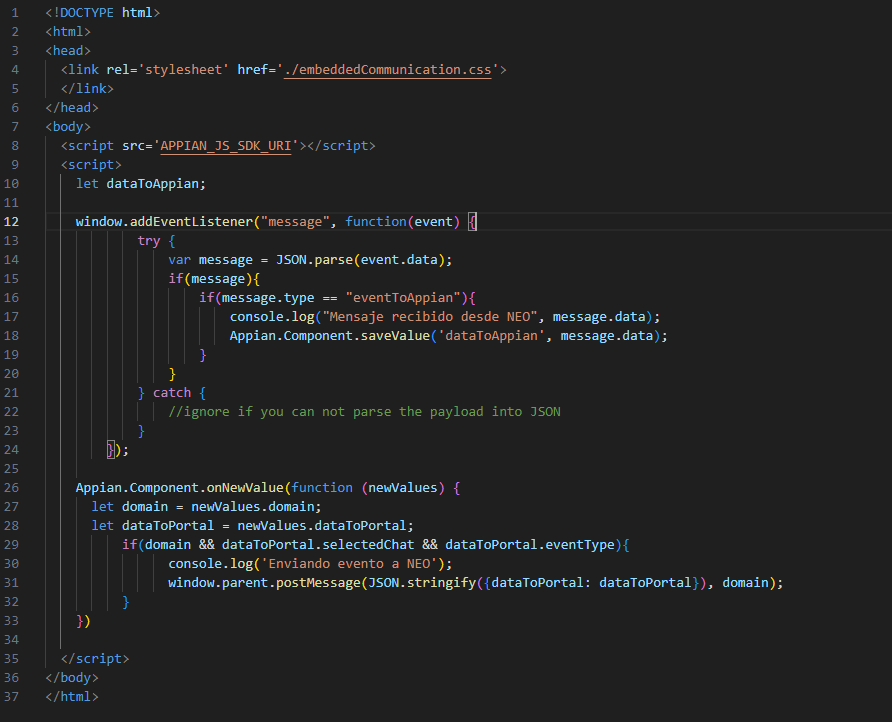 1 <!DOCTYPE html>
2 <html>
3 <head>
4 <link rel='stylesheet' href='./embeddedCommunication.css'>
5 </link>
6 </head>
7 <body>
8 <script src='APPIAN_JS_SDK_URI'></script>
9 <script>
10 let dataToAppian;
11
12 window.addEventListener("message", function(event) {
13 try {
14 var message = JSON.parse(event.data);
15 if(message){
16 if(message.type == "eventToAppian"){
17 console.log("Mensaje recibido desde NEO", message.data);
18 Appian.Component.saveValue('dataToAppian', message.data);
19 }
20 }
21 } catch {
22 //ignore if you can not parse the payload into JSON
23 }
24 });
25
26 Appian.Component.onNewValue(function (newValues) {
27 let domain = newValues.domain;
28 let dataToPortal = newValues.dataToPortal;
29 if(domain && dataToPortal.selectedChat && dataToPortal.eventType){
30 console.log('Enviando evento a NEO');
31 window.parent.postMessage(JSON.stringify({dataToPortal: dataToPortal}), domain);
32 }
33 })
34
35 </script>
36 </body>
37 </html>